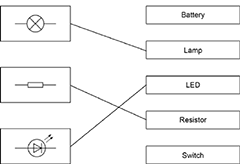 Battery
Lamp
LED
Resistor
Switch